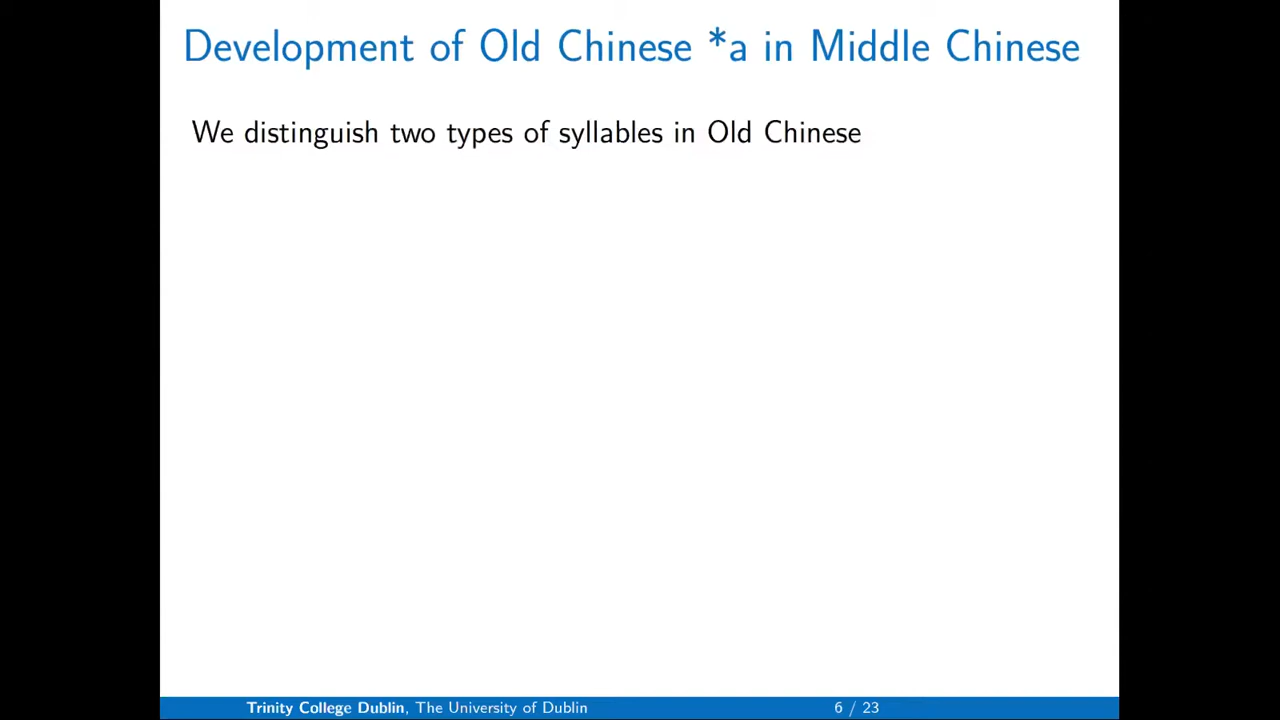 Development of Old Chinese *a in Middle Chinese
We distinguish two types of syllables in Old Chinese
Trinity College Dublin, The University of Dublin 6 / 23